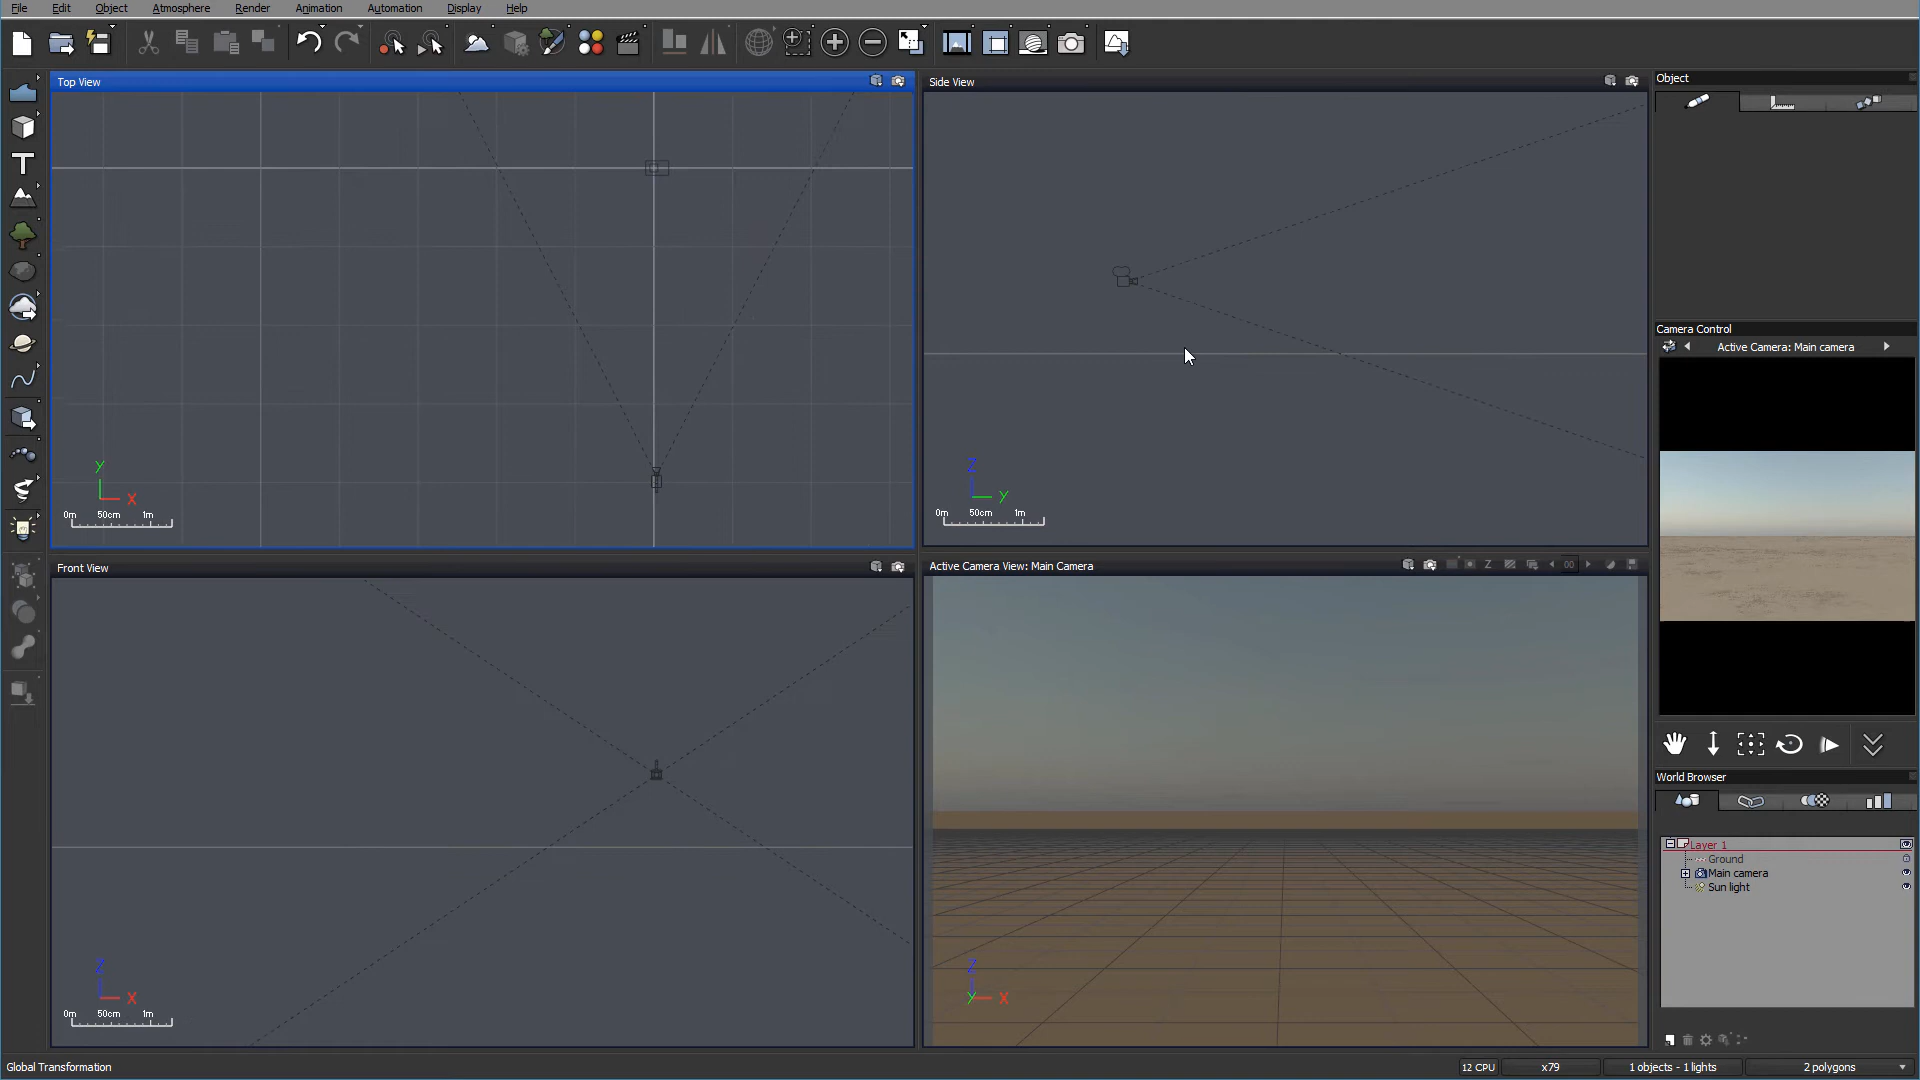 File Edit Object Atmosphere Render Animation Automation Display Help
Top View
Side View
Object
Y
X
0m 50cm 1m
Z
Y
0m 50cm 1m
Camera Control
Active Camera: Main camera
Front View
Active Camera View: Main Camera
Z
00
Z
X
0m 50cm 1m
Z
Y
X
World Browser
Layer 1
Ground
Main camera
Sun light
Global Transformation
12 CPU
x79
1 objects - 1 lights
2 polygons